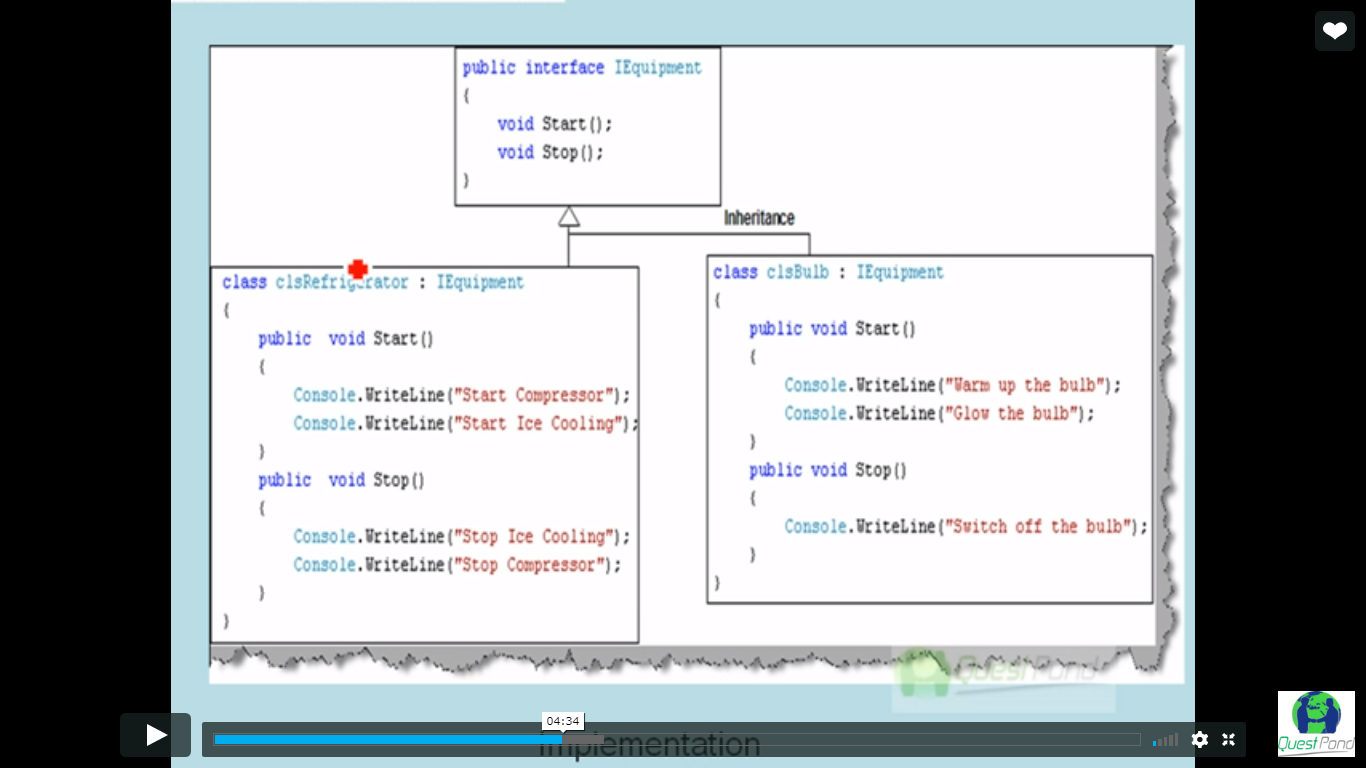 public interface IEquipment
{
void Start();
void Stop();
}
Inheritance
class clsRefrigerator : IEquipment
{
public void Start()
{
Console.WriteLine("Start Compressor");
Console.WriteLine("Start Ice Cooling");
}
public void Stop()
{
Console.WriteLine("Stop Ice Cooling");
Console.WriteLine("Stop Compressor");
}
}
class clsBulb : IEquipment
{
public void Start()
{
Console.WriteLine("Warm up the bulb");
Console.WriteLine("Glow the bulb");
}
public void Stop()
{
Console.WriteLine("Switch off the bulb");
}
}
QuestPond
04:34
Implementation
QuestPond